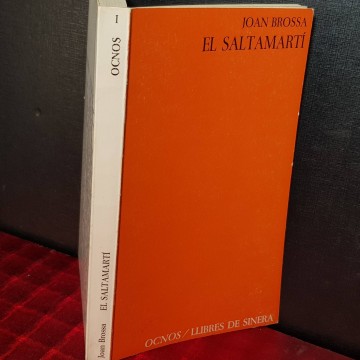 JOAN BROSSA
EL SALTAMARTÍ
OCNOS / LLIBRES DE SINERA
1
OCNOS
EL SALTAMARTÍ
Joan Brossa